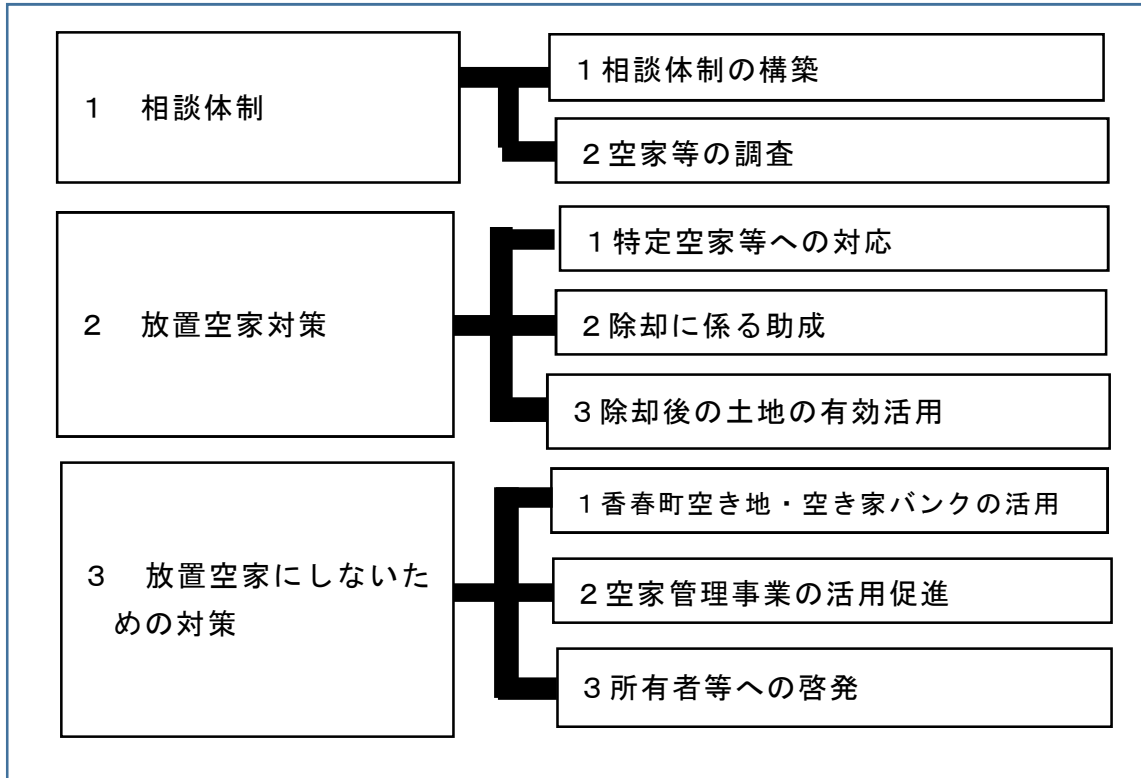 １　相談体制
１相談体制の構築
２空家等の調査
２　放置空家対策
１特定空家等への対応
２除却に係る助成
３除却後の土地の有効活用
３　放置空家にしないた
めの対策
１香春町空き地・空き家バンクの活用
２空家管理事業の活用促進
３所有者等への啓発